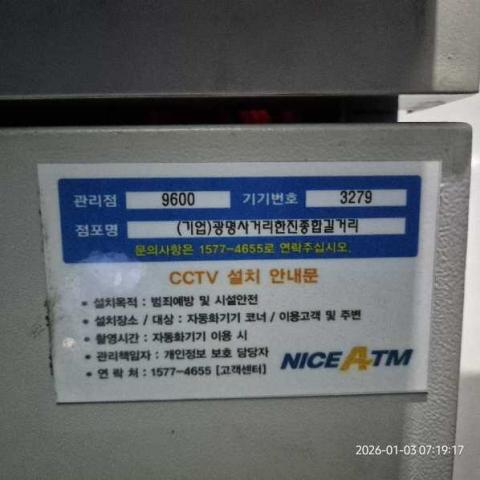 관리점 9600 기기번호 3279
점포명 (기업)광명사거리한진종합길거리
문의사항은 1577-4655로 연락주십시오.
CCTV 설치 안내문
• 설치목적 : 범죄예방 및 시설안전
• 설치장소 / 대상 : 자동화기기 코너 / 이용고객 및 주변
• 촬영시간 : 자동화기기 이용 시
• 관리책임자 : 개인정보 보호 담당자
• 연 락 처 : 1577-4655 [고객센터]
NICE ATM
2026-01-03 07:19:17